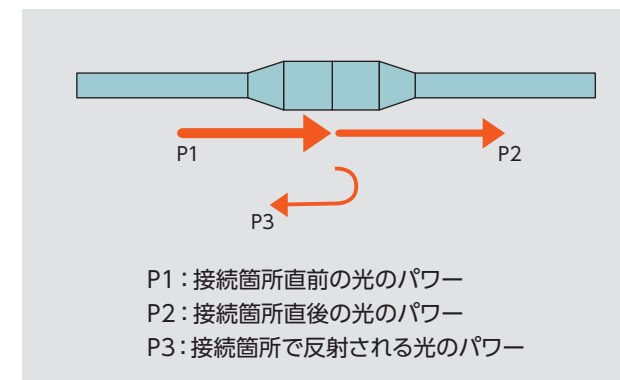 P1
P2
P3
P1：接続箇所直前の光のパワー
P2：接続箇所直後の光のパワー
P3：接続箇所で反射される光のパワー